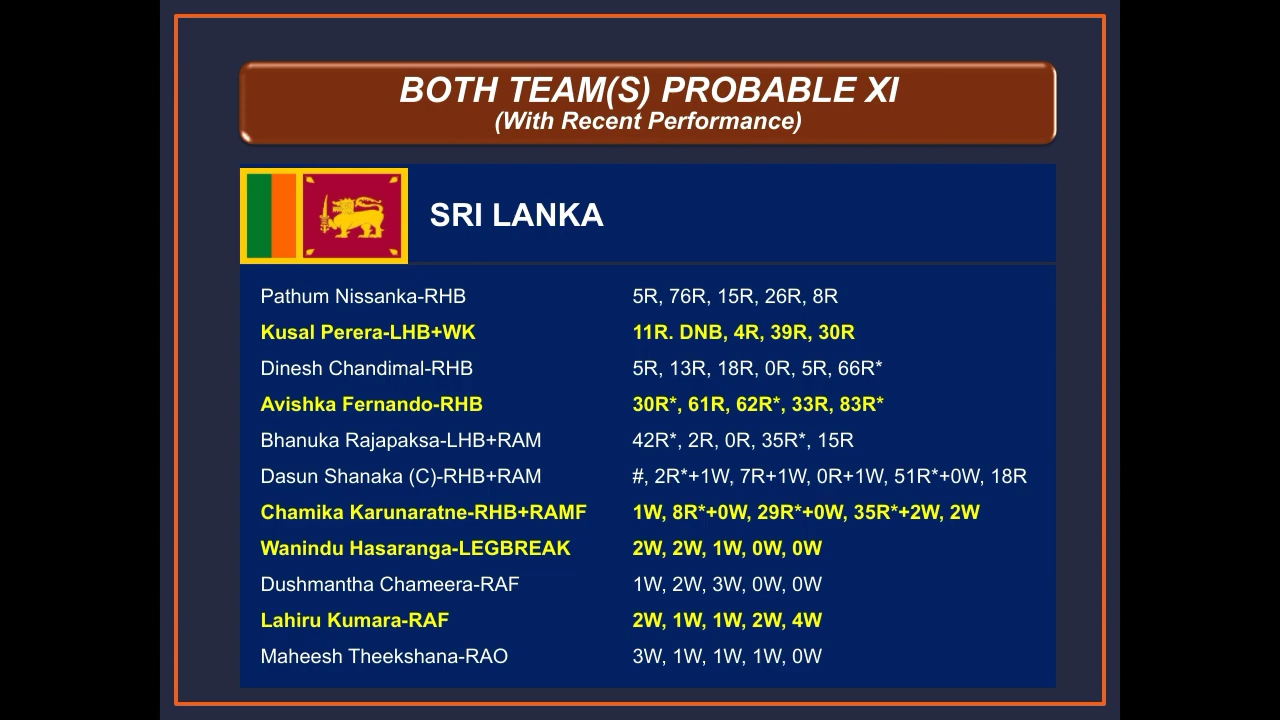 BOTH TEAM(S) PROBABLE XI
(With Recent Performance)
SRI LANKA
Pathum Nissanka-RHB 5R, 76R, 15R, 26R, 8R
Kusal Perera-LHB+WK 11R. DNB, 4R, 39R, 30R
Dinesh Chandimal-RHB 5R, 13R, 18R, 0R, 5R, 66R*
Avishka Fernando-RHB 30R*, 61R, 62R*, 33R, 83R*
Bhanuka Rajapaksa-LHB+RAM 42R*, 2R, 0R, 35R*, 15R
Dasun Shanaka (C)-RHB+RAM #, 2R*+1W, 7R+1W, 0R+1W, 51R*+0W, 18R
Chamika Karunaratne-RHB+RAMF 1W, 8R*+0W, 29R*+0W, 35R*+2W, 2W
Wanindu Hasaranga-LEGBREAK 2W, 2W, 1W, 0W, 0W
Dushmantha Chameera-RAF 1W, 2W, 3W, 0W, 0W
Lahiru Kumara-RAF 2W, 1W, 1W, 2W, 4W
Maheesh Theekshana-RAO 3W, 1W, 1W, 1W, 0W